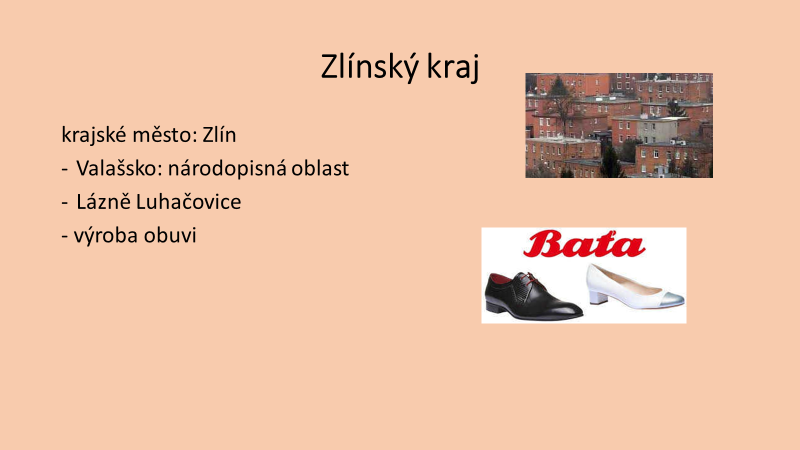 Zlínský kraj
krajské město: Zlín
- Valašsko: národopisná oblast
- Lázně Luhačovice
- výroba obuvi
Baťa